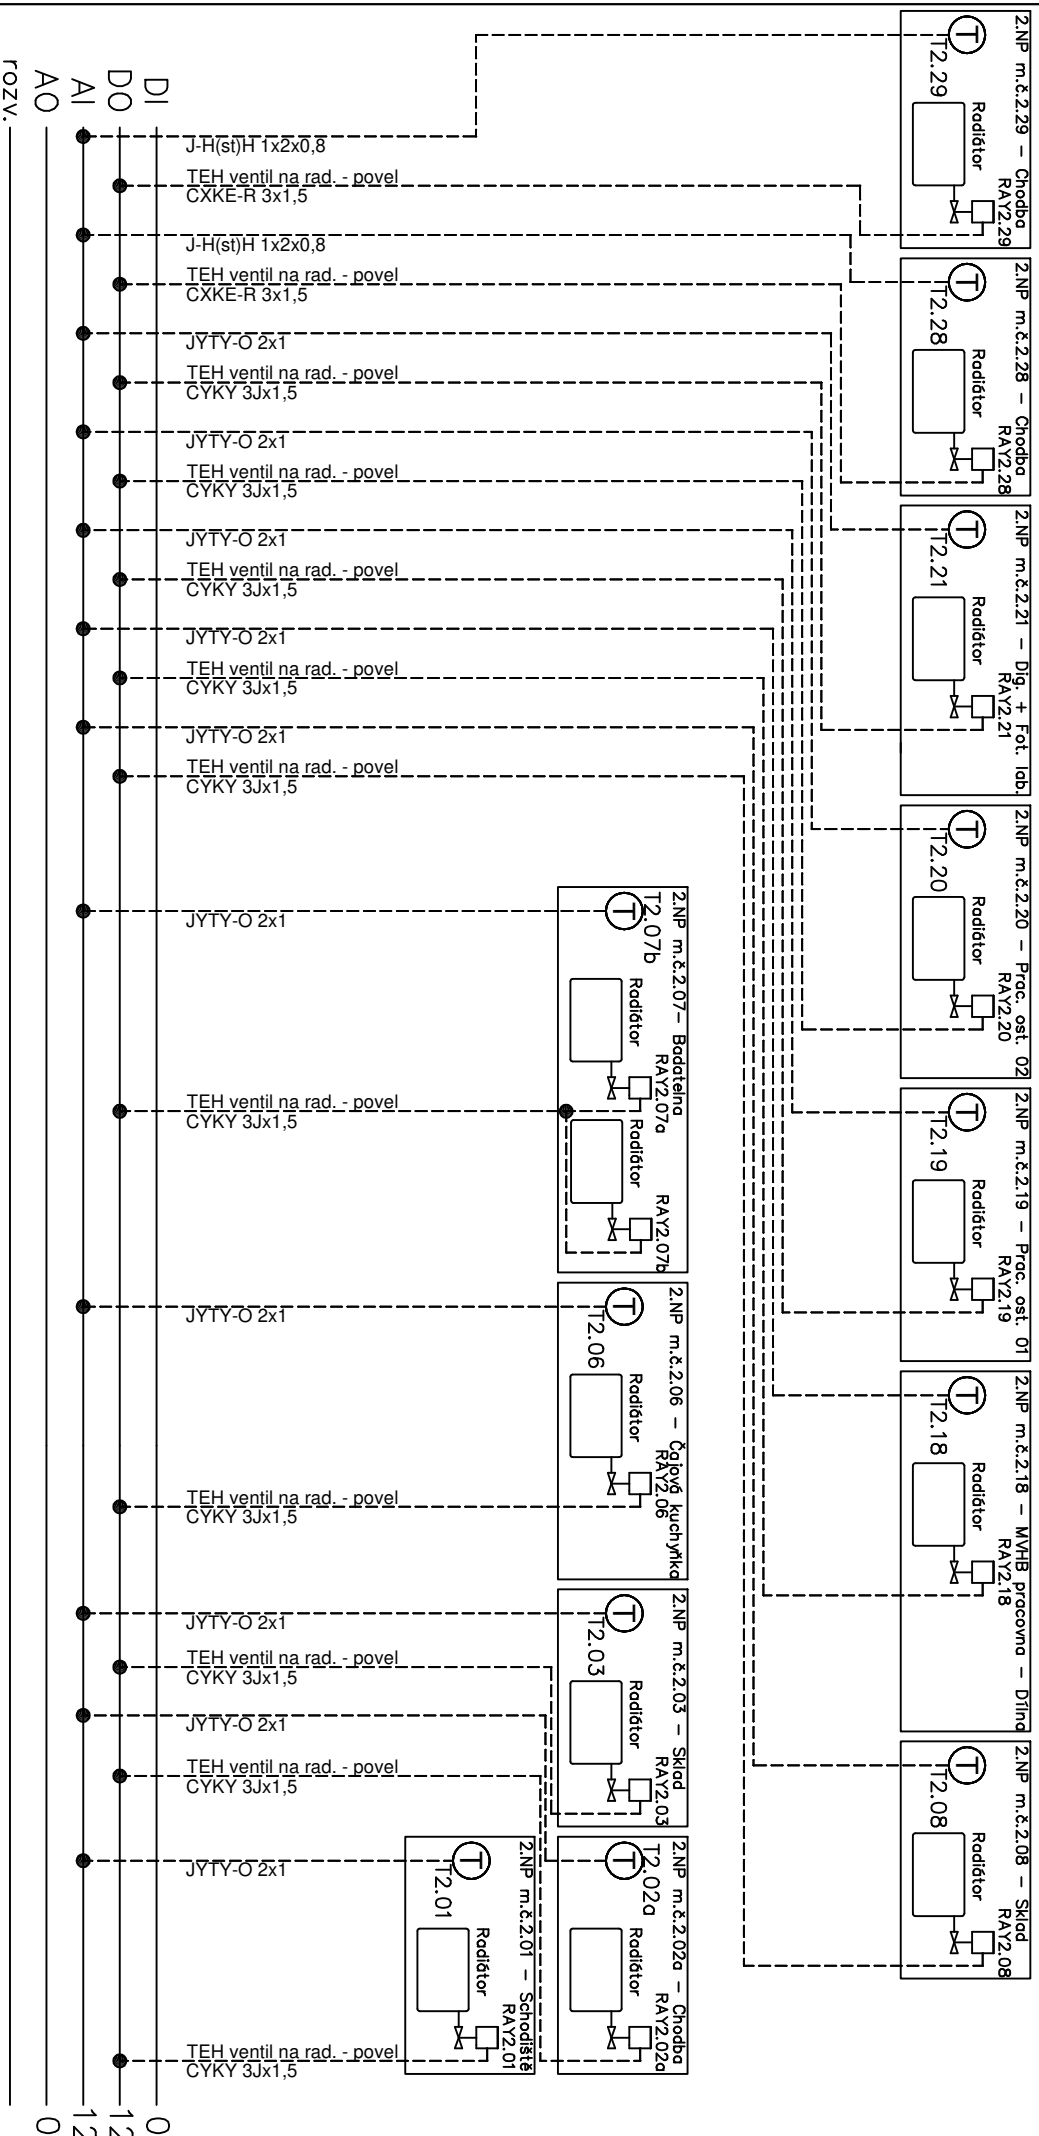 2.NP m.č.2.29 - Chodba
RAY2.29
T2.29
Radiátor
2.NP m.č.2.28 - Chodba
RAY2.28
T2.28
Radiátor
2.NP m.č.2.21 - Dig. + Fot. lab.
RAY2.21
T2.21
Radiátor
2.NP m.č.2.20 - Prac. ost. 02
RAY2.20
T2.20
Radiátor
2.NP m.č.2.19 - Prac. ost. 01
RAY2.19
T2.19
Radiátor
2.NP m.č.2.18 - MVHB pracovna - Dílna
RAY2.18
T2.18
Radiátor
2.NP m.č.2.08 - Sklad
RAY2.08
T2.08
Radiátor
2.NP m.č.2.07- Badatelna
RAY2.07a
RAY2.07b
T2.07b
Radiátor
Radiátor
2.NP m.č.2.06 - Čajová kuchyňka
RAY2.06
T2.06
Radiátor
2.NP m.č.2.03 - Sklad
RAY2.03
T2.03
Radiátor
2.NP m.č.2.02a - Chodba
RAY2.02a
T2.02a
Radiátor
2.NP m.č.2.01 - Schodiště
RAY2.01
T2.01
Radiátor
J-H(st)H 1x2x0,8
TEH ventil na rad. - povel
CXKE-R 3x1,5
J-H(st)H 1x2x0,8
TEH ventil na rad. - povel
CXKE-R 3x1,5
JYTY-O 2x1
TEH ventil na rad. - povel
CYKY 3Jx1,5
JYTY-O 2x1
TEH ventil na rad. - povel
CYKY 3Jx1,5
JYTY-O 2x1
TEH ventil na rad. - povel
CYKY 3Jx1,5
JYTY-O 2x1
TEH ventil na rad. - povel
CYKY 3Jx1,5
JYTY-O 2x1
TEH ventil na rad. - povel
CYKY 3Jx1,5
JYTY-O 2x1
TEH ventil na rad. - povel
CYKY 3Jx1,5
JYTY-O 2x1
TEH ventil na rad. - povel
CYKY 3Jx1,5
JYTY-O 2x1
TEH ventil na rad. - povel
CYKY 3Jx1,5
JYTY-O 2x1
TEH ventil na rad. - povel
CYKY 3Jx1,5
JYTY-O 2x1
TEH ventil na rad. - povel
CYKY 3Jx1,5
DI 0
DO 12
AI 12
AO 0
rozv.